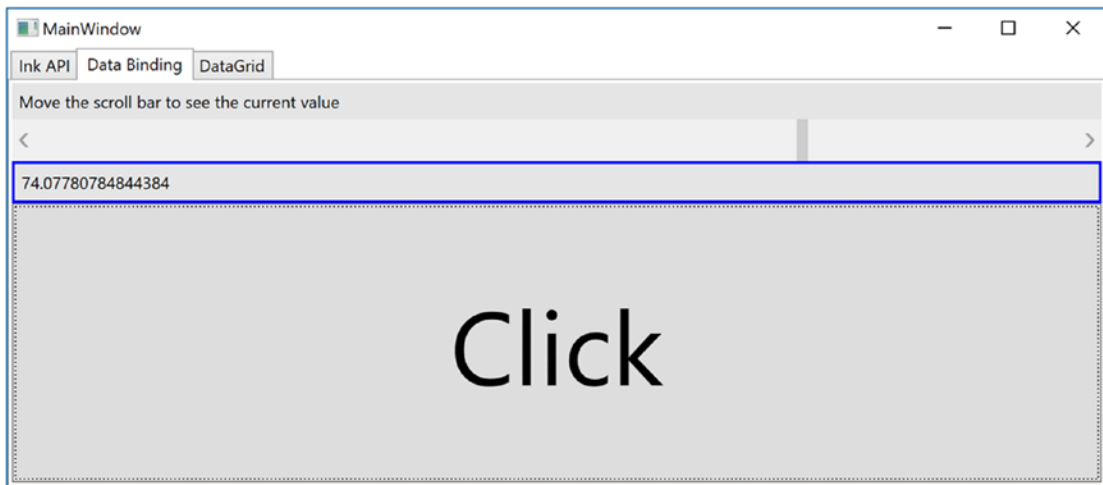 MainWindow
Ink API Data Binding DataGrid
Move the scroll bar to see the current value
74.07780784844384
Click